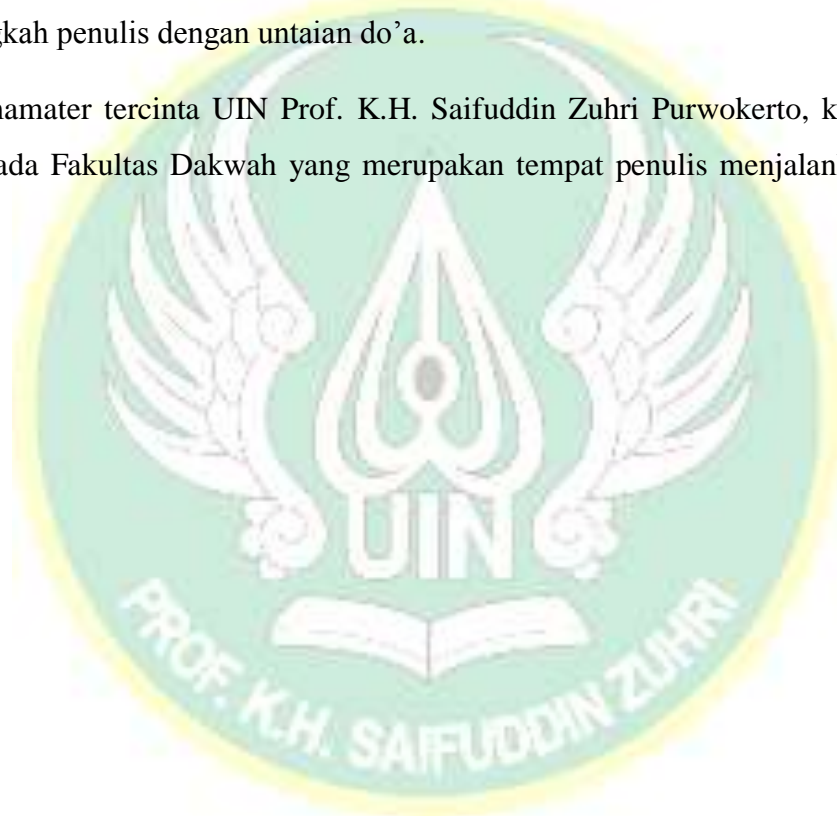 gkah penulis dengan untaian do’a.
namater tercinta UIN Prof. K.H. Saifuddin Zuhri Purwokerto, k
ada Fakultas Dakwah yang merupakan tempat penulis menjalan
UIN
PROF. K.H. SAIFUDDIN ZUHRI